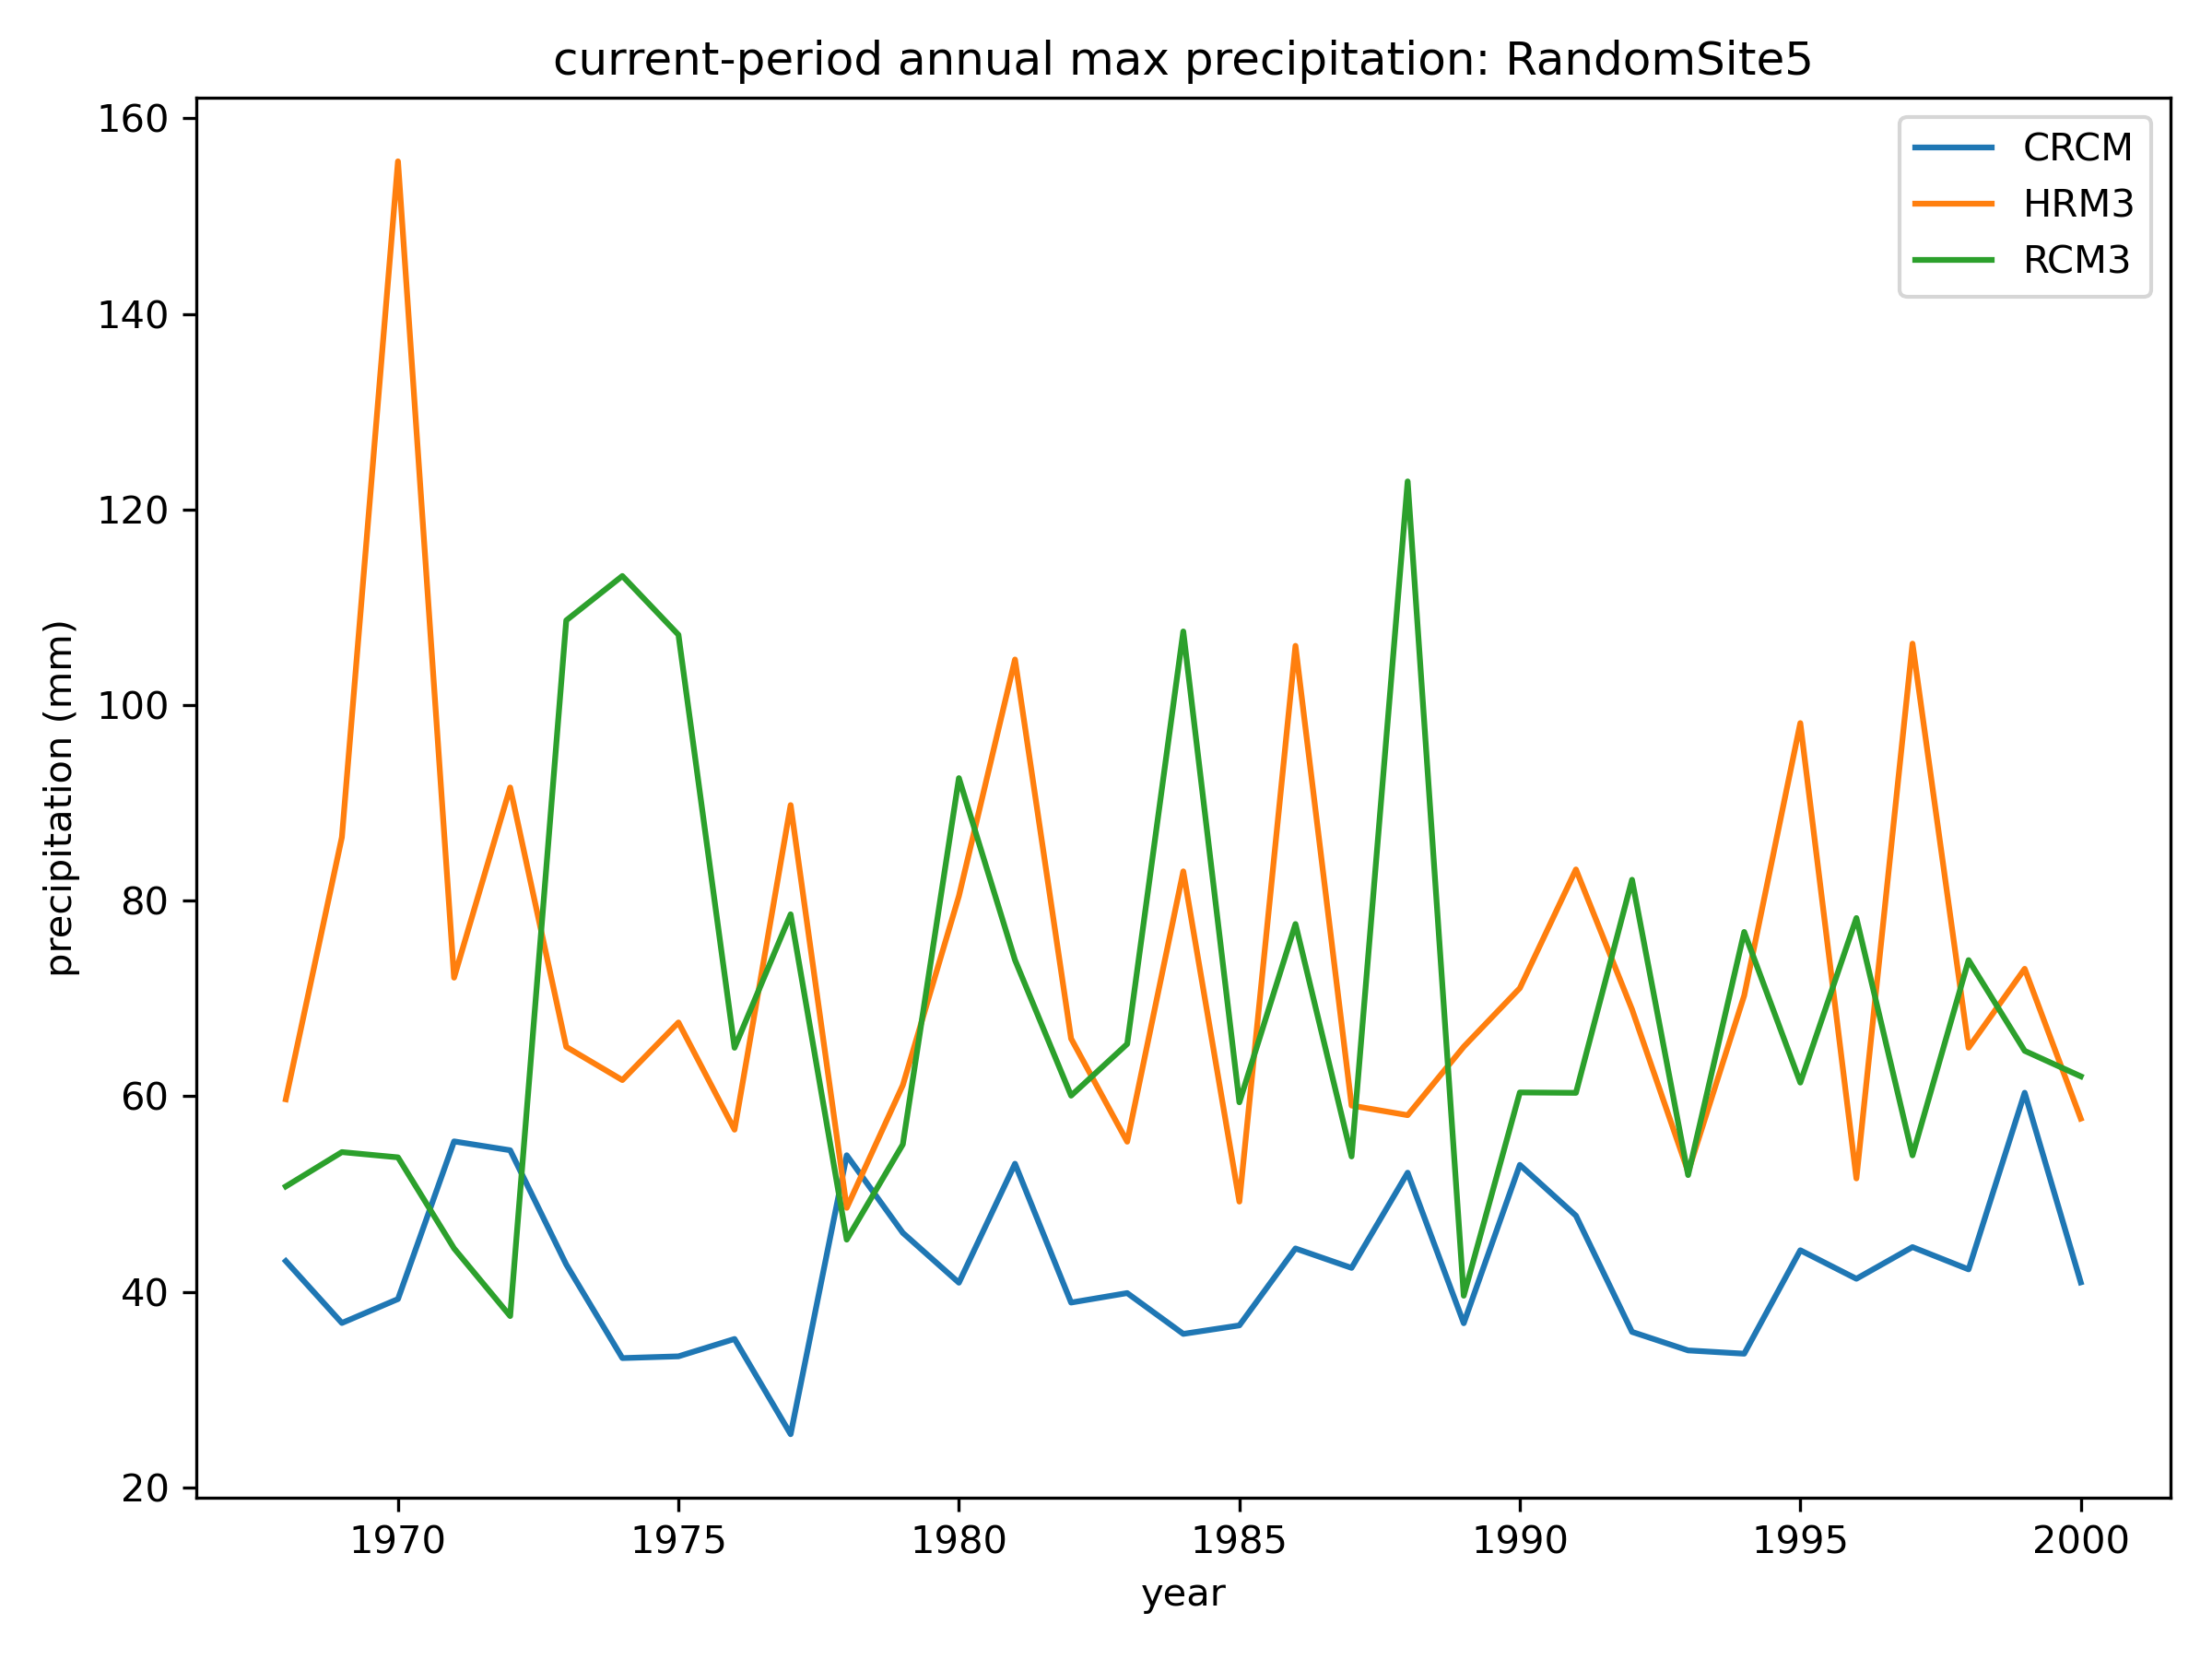 current-period annual max precipitation: RandomSite5
CRCM
HRM3
RCM3
160
140
120
100
80
60
40
20
precipitation (mm)
1970 1975 1980 1985 1990 1995 2000
year